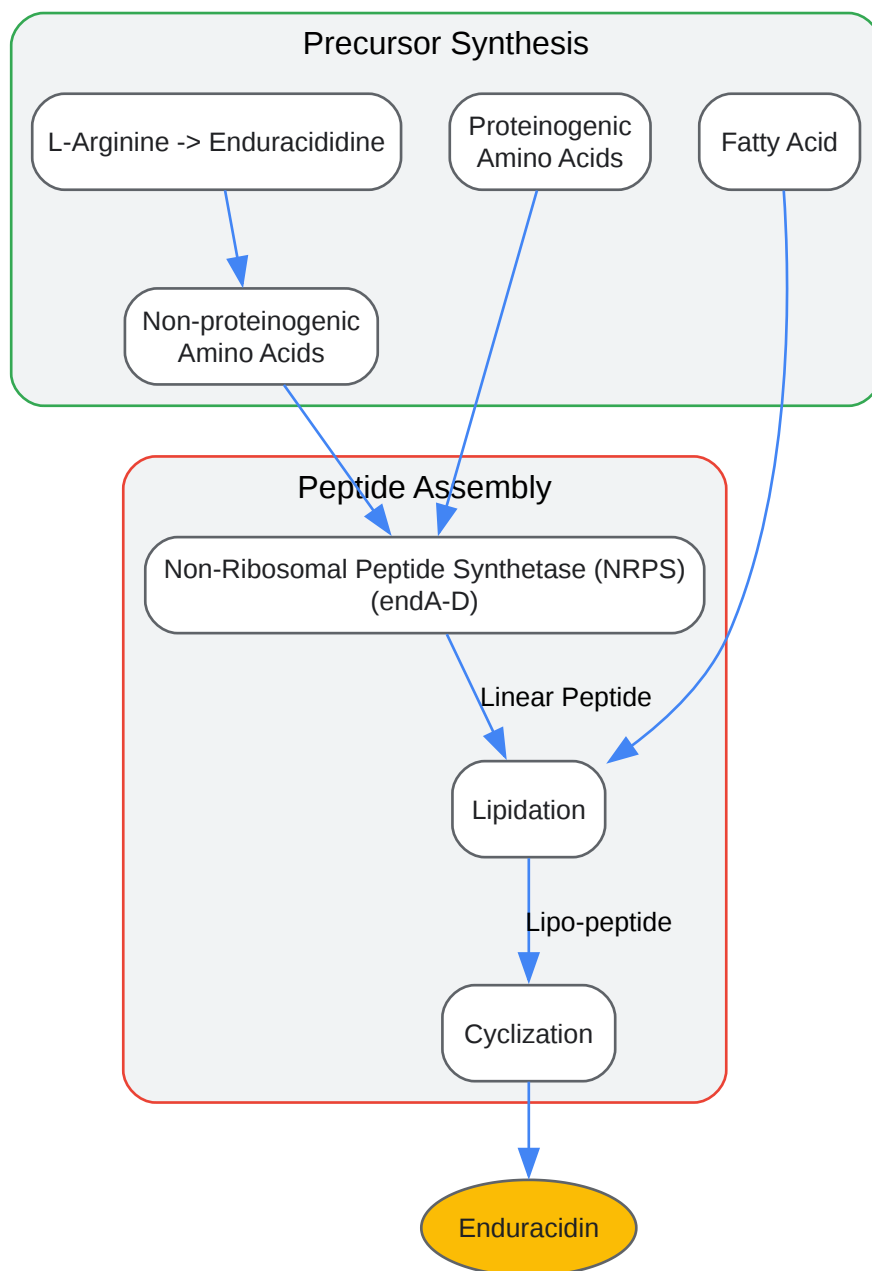 Precursor Synthesis
L-Arginine -> Enduracididine
Proteinogenic
Amino Acids
Fatty Acid
Non-proteinogenic
Amino Acids
Peptide Assembly
Non-Ribosomal Peptide Synthetase (NRPS)
(endA-D)
Linear Peptide
Lipidation
Lipo-peptide
Cyclization
Enduracidin